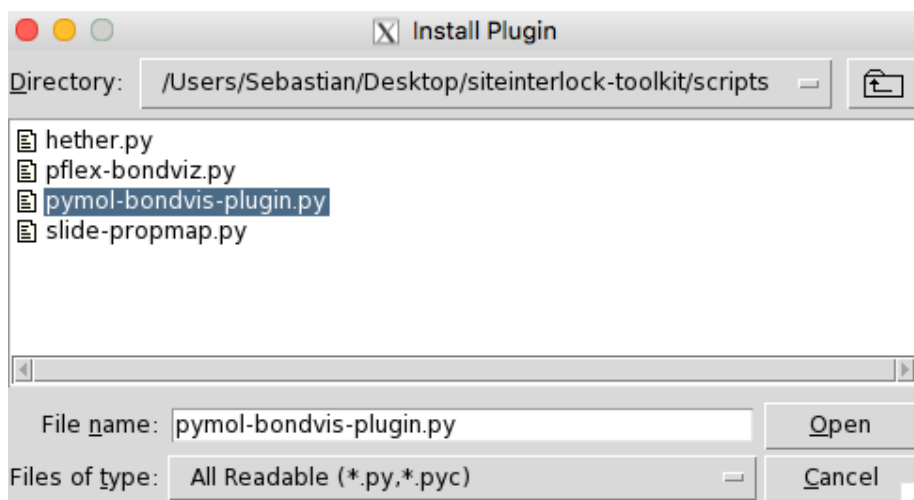 Install Plugin
Directory: /Users/Sebastian/Desktop/siteinterlock-toolkit/scripts
hether.py
pflex-bondviz.py
pymol-bondvis-plugin.py
slide-propmap.py
File name: pymol-bondvis-plugin.py Open
Files of type: All Readable (*.py,*.pyc) Cancel